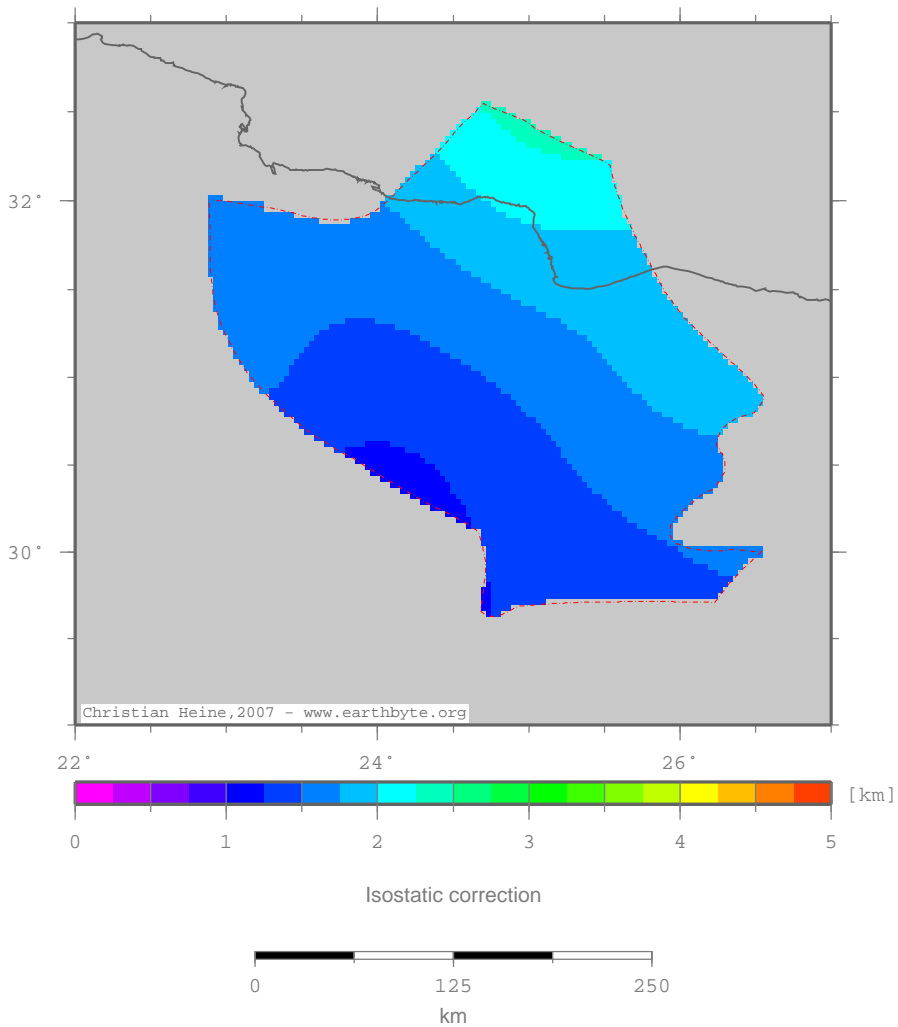 32°
30°
Christian Heine,2007 - www.earthbyte.org
22° 24° 26°
[km]
0 1 2 3 4 5
Isostatic correction
0 125 250
km